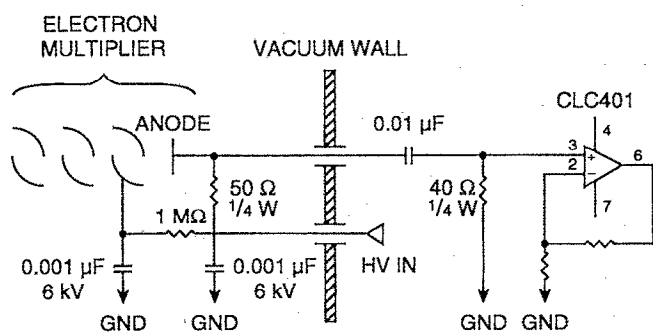 ELECTRON
MULTIPLIER
VACUUM WALL
ANODE
0.01 µF
CLC401
4
3
2
+
−
6
7
50 Ω
1/4 W
40 Ω
1/4 W
1 MΩ
HV IN
0.001 µF
6 kV
0.001 µF
6 kV
GND
GND
GND
GND